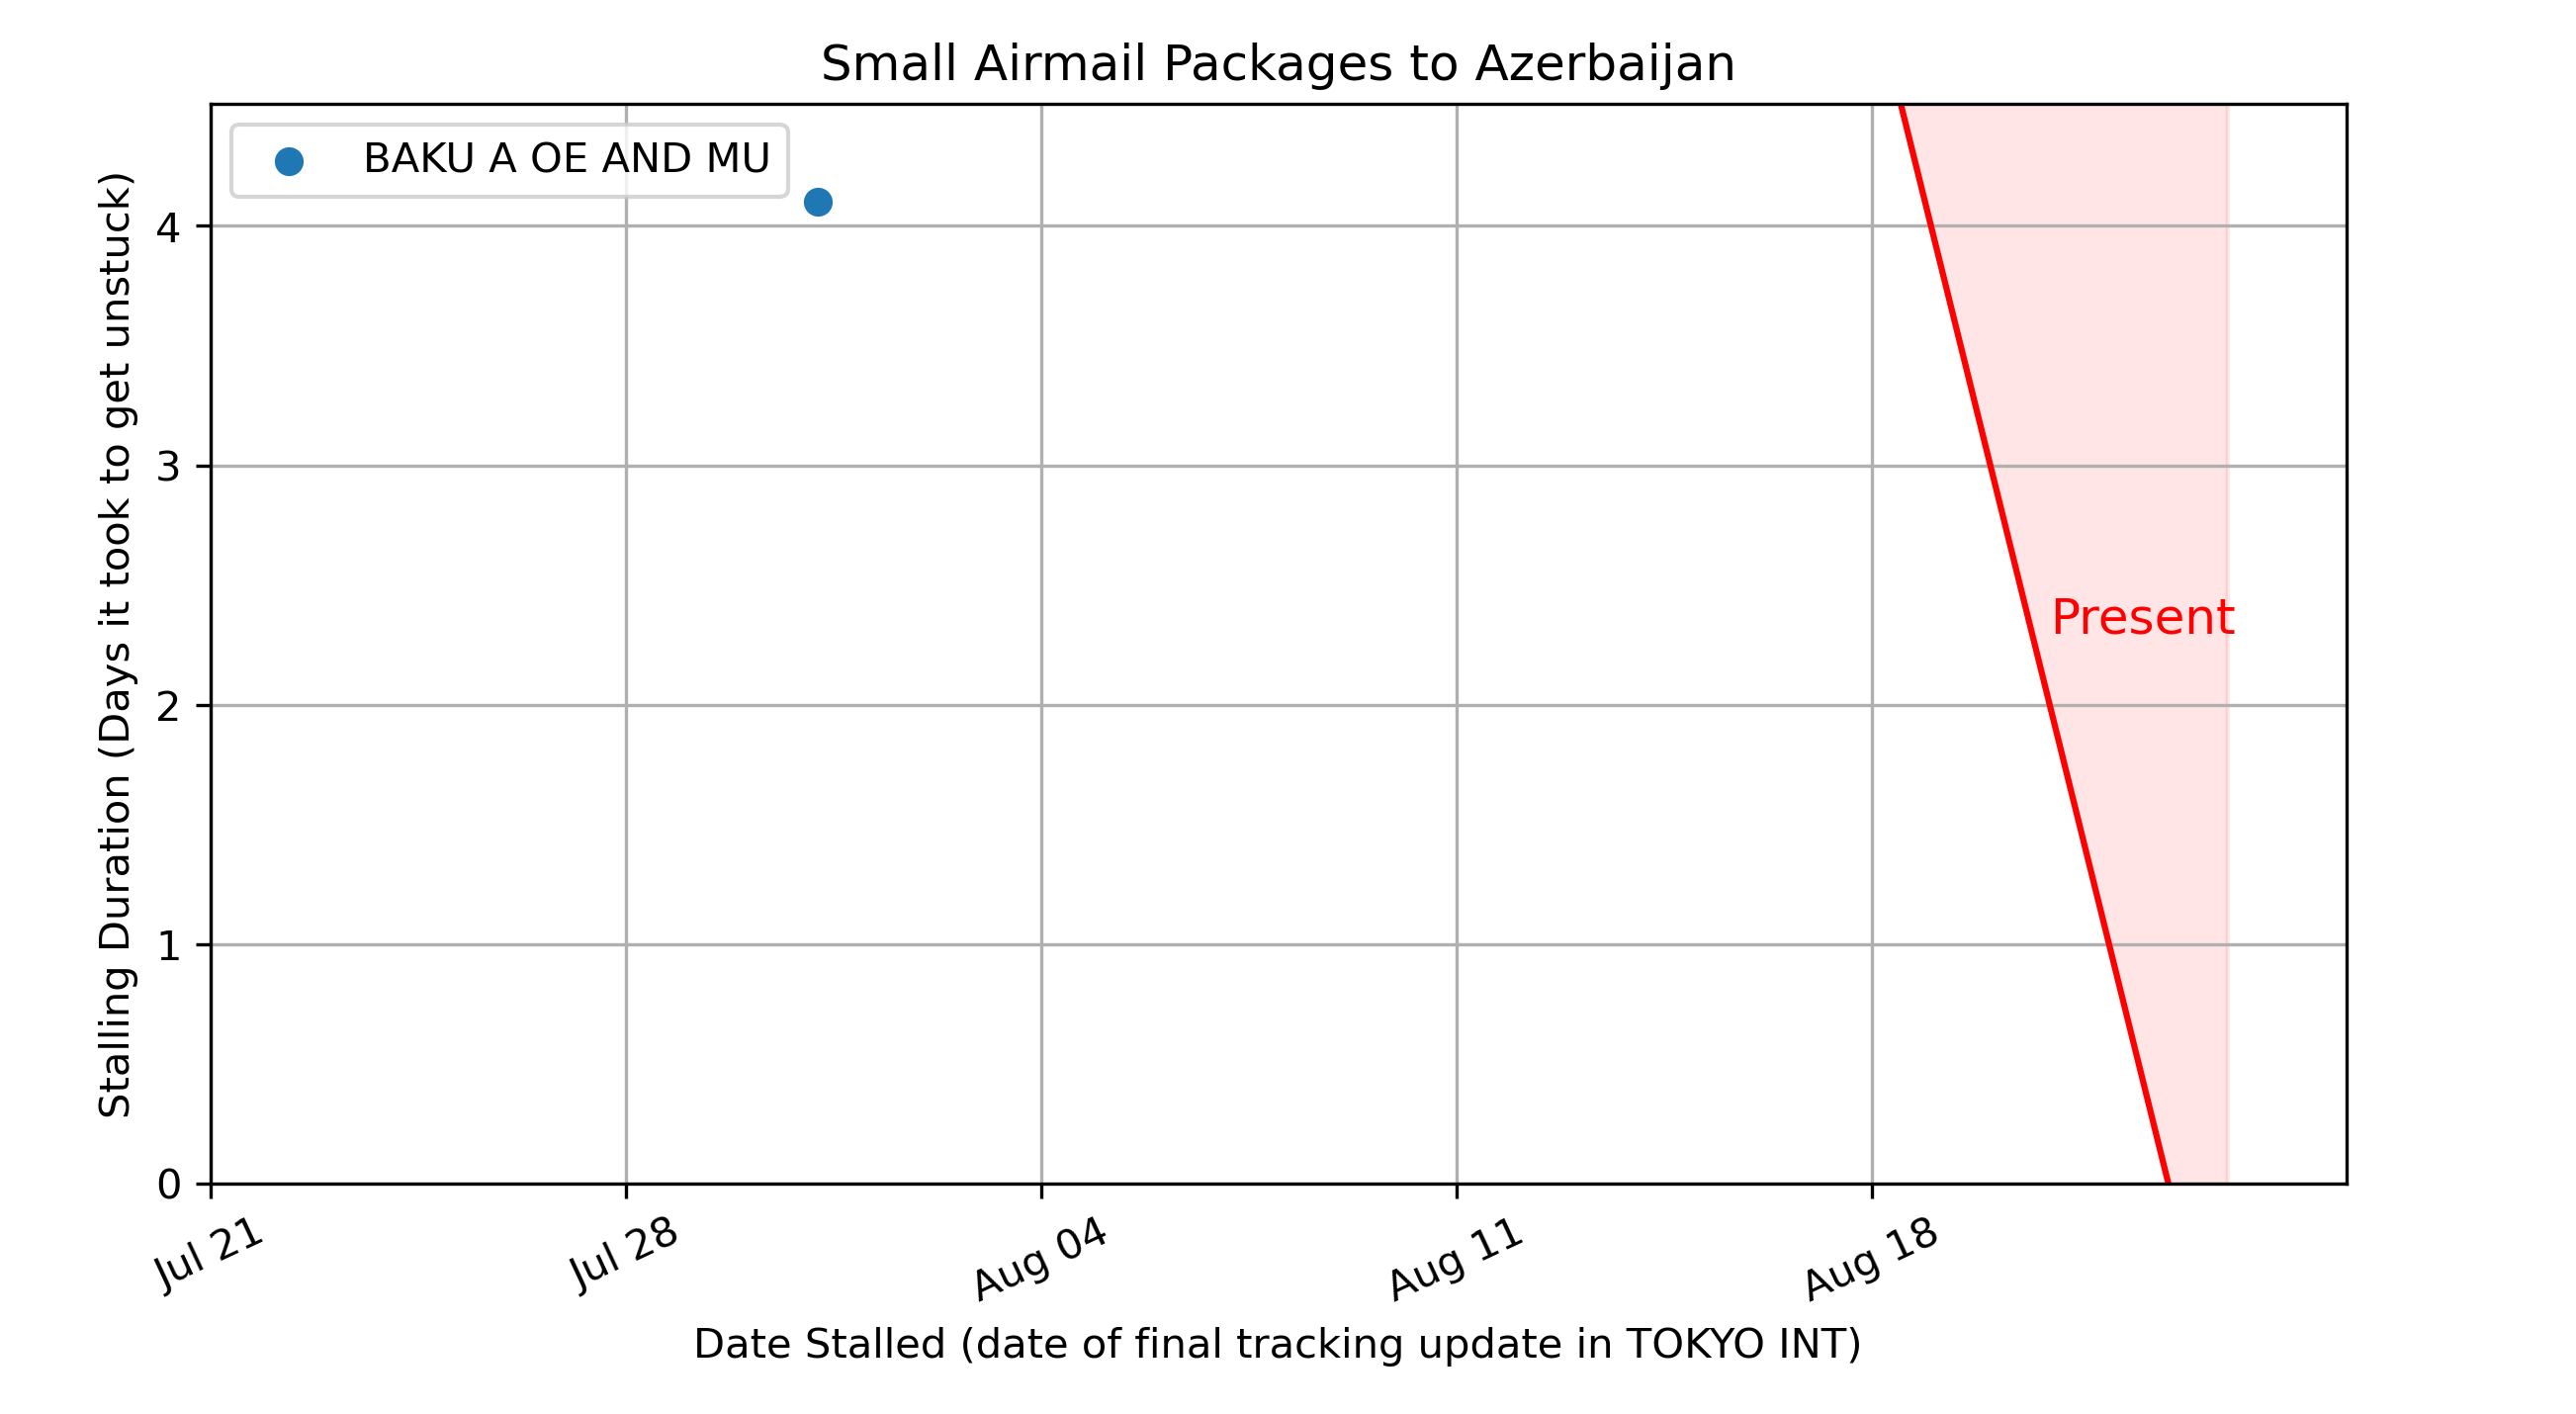 Small Airmail Packages to Azerbaijan
BAKU A OE AND MU
Stalling Duration (Days it took to get unstuck)
4
3
2
1
0
Present
Jul 21
Jul 28
Aug 04
Aug 11
Aug 18
Date Stalled (date of final tracking update in TOKYO INT)